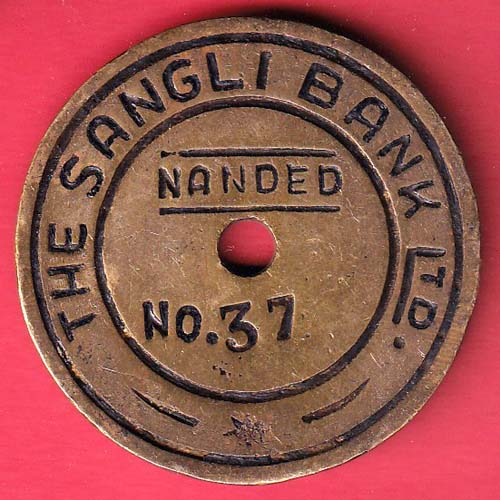 THE SANGLI BANK LTD.
NANDED
NO.37